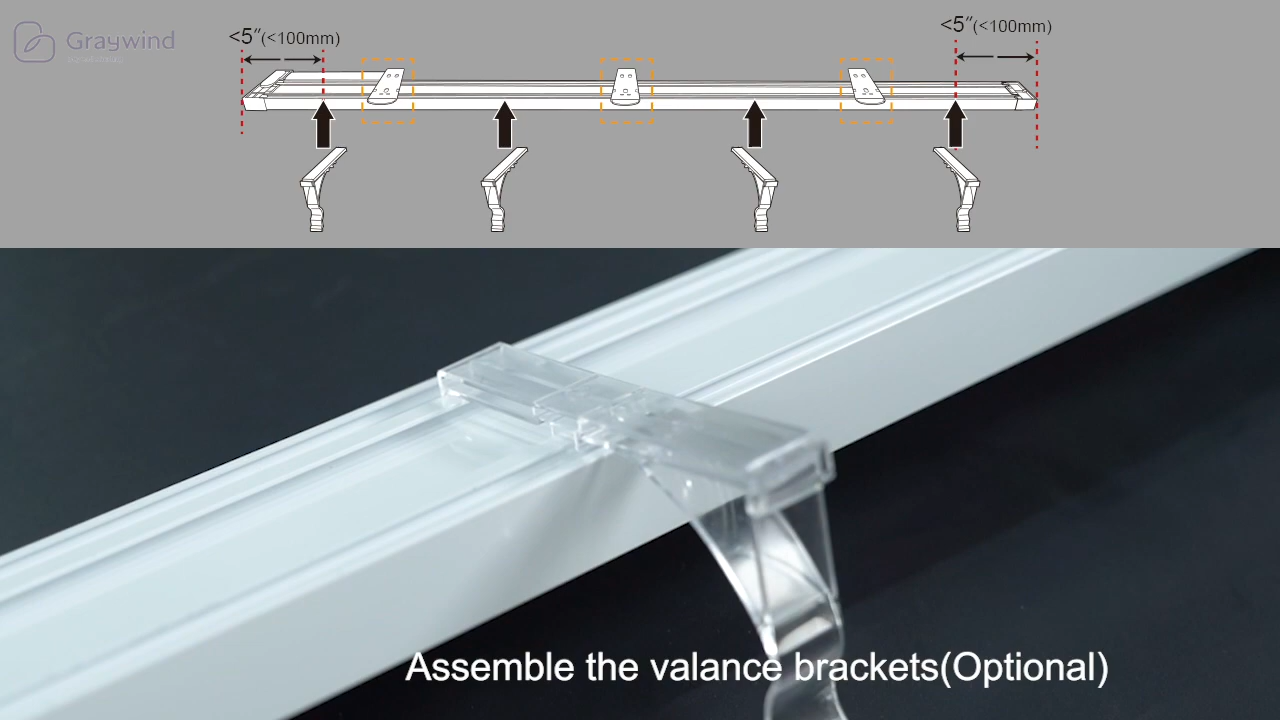 Graywind
<5″(<100mm)
<5″(<100mm)
Assemble the valance brackets(Optional)